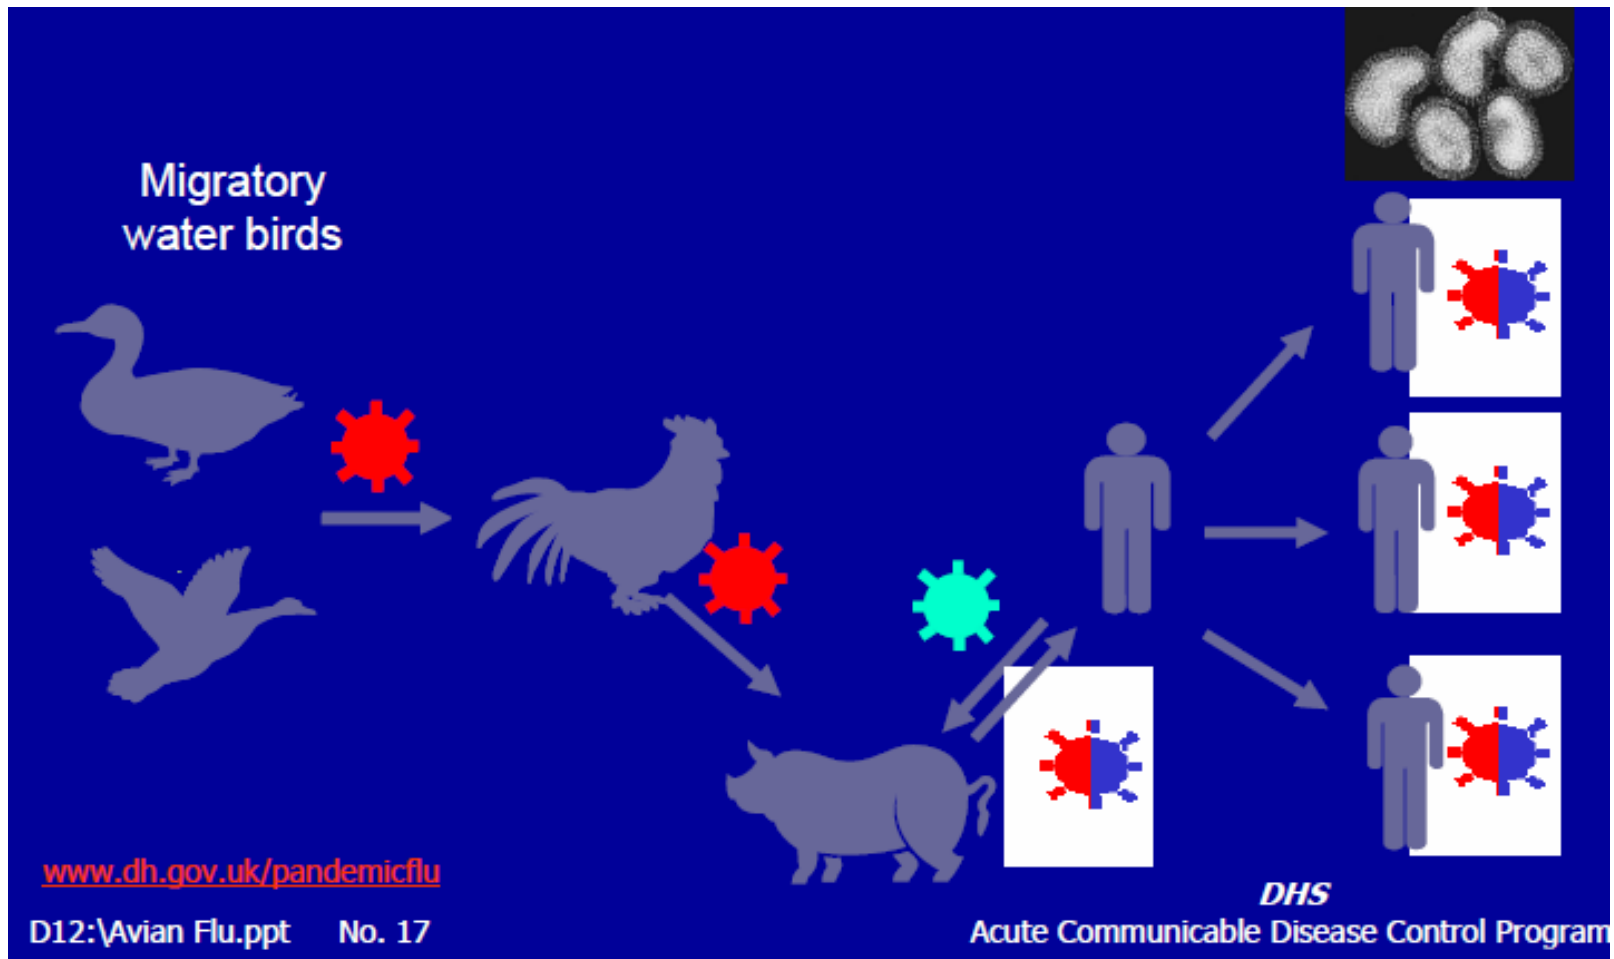 Migratory
water birds
www.dh.gov.uk/pandemicflu
D12:\Avian Flu.ppt No. 17
DHS
Acute Communicable Disease Control Program